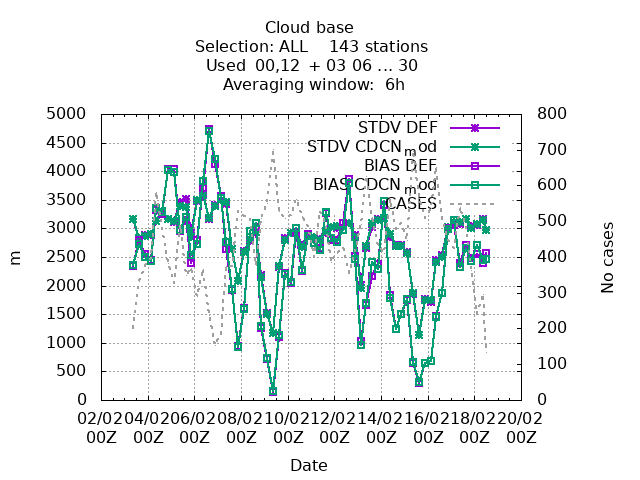 Cloud base
Selection: ALL 143 stations
Used 00,12 + 03 06 ... 30
Averaging window: 6h
5000
4500
4000
3500
3000
2500
2000
1500
1000
500
0
m
800
700
600
500
400
300
200
100
0
No cases
STDV DEF
STDV CDCNmod
BIAS DEF
BIAS CDCNmod
CASES
02/02 04/02 06/02 08/02 10/02 12/02 14/02 16/02 18/02 20/02
00Z 00Z 00Z 00Z 00Z 00Z 00Z 00Z 00Z 00Z
Date